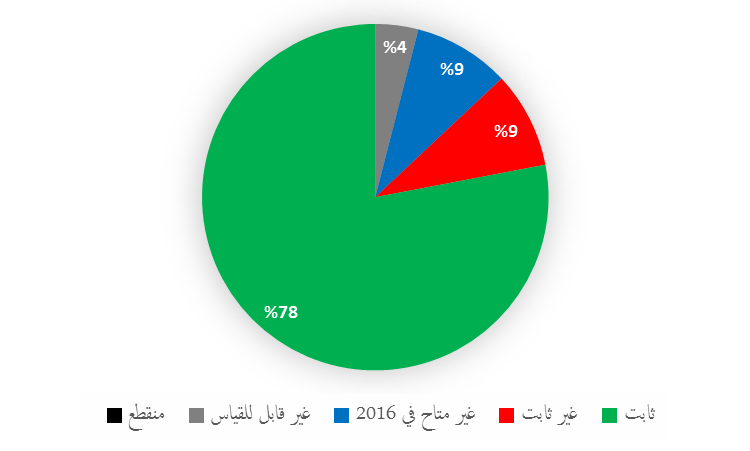 %4
%9
%9
%78
ثابت
غير ثابت
غير متاح في 2016
غير قابل للقياس
منقطع